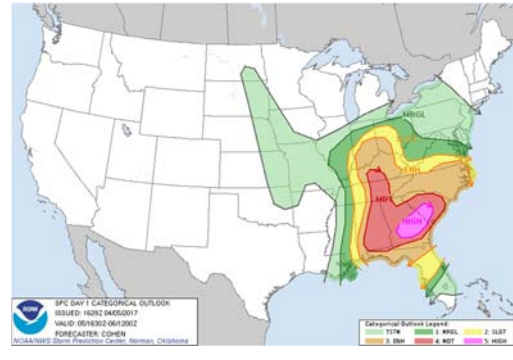 MRGL
ENH
MDT
HIGH
SPC DAY 1 CATEGORICAL OUTLOOK
ISSUED: 1629Z 04/05/2017
VALID: 05/1630Z-06/1200Z
FORECASTER: COHEN
NOAA/NWS Storm Prediction Center, Norman, Oklahoma
NOAA
Categorical Outlook Legend:
TSTM 1: MRGL 2: SLGT
3: ENH 4: MDT 5: HIGH